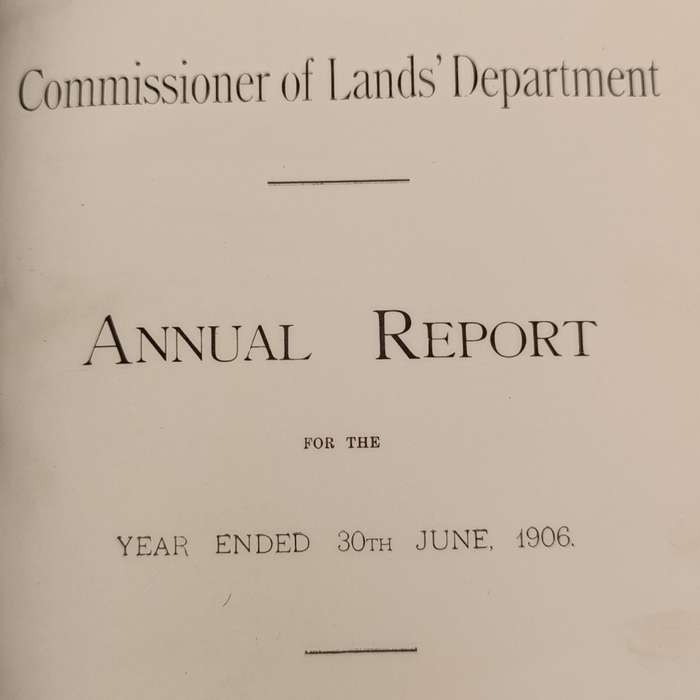 Commissioner of Lands' Department
ANNUAL REPORT
FOR THE
YEAR ENDED 30TH JUNE, 1906.